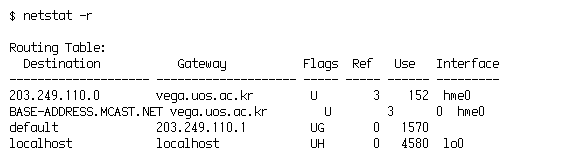 $ netstat -r
Routing Table:
Destination Gateway Flags Ref Use Interface
-------------------- -------------------- ----- ----- ------ ---------
203.249.110.0 vega.uos.ac.kr U 3 152 hme0
BASE-ADDRESS.MCAST.NET vega.uos.ac.kr U 3 0 hme0
default 203.249.110.1 UG 0 1570
localhost localhost UH 0 4580 lo0